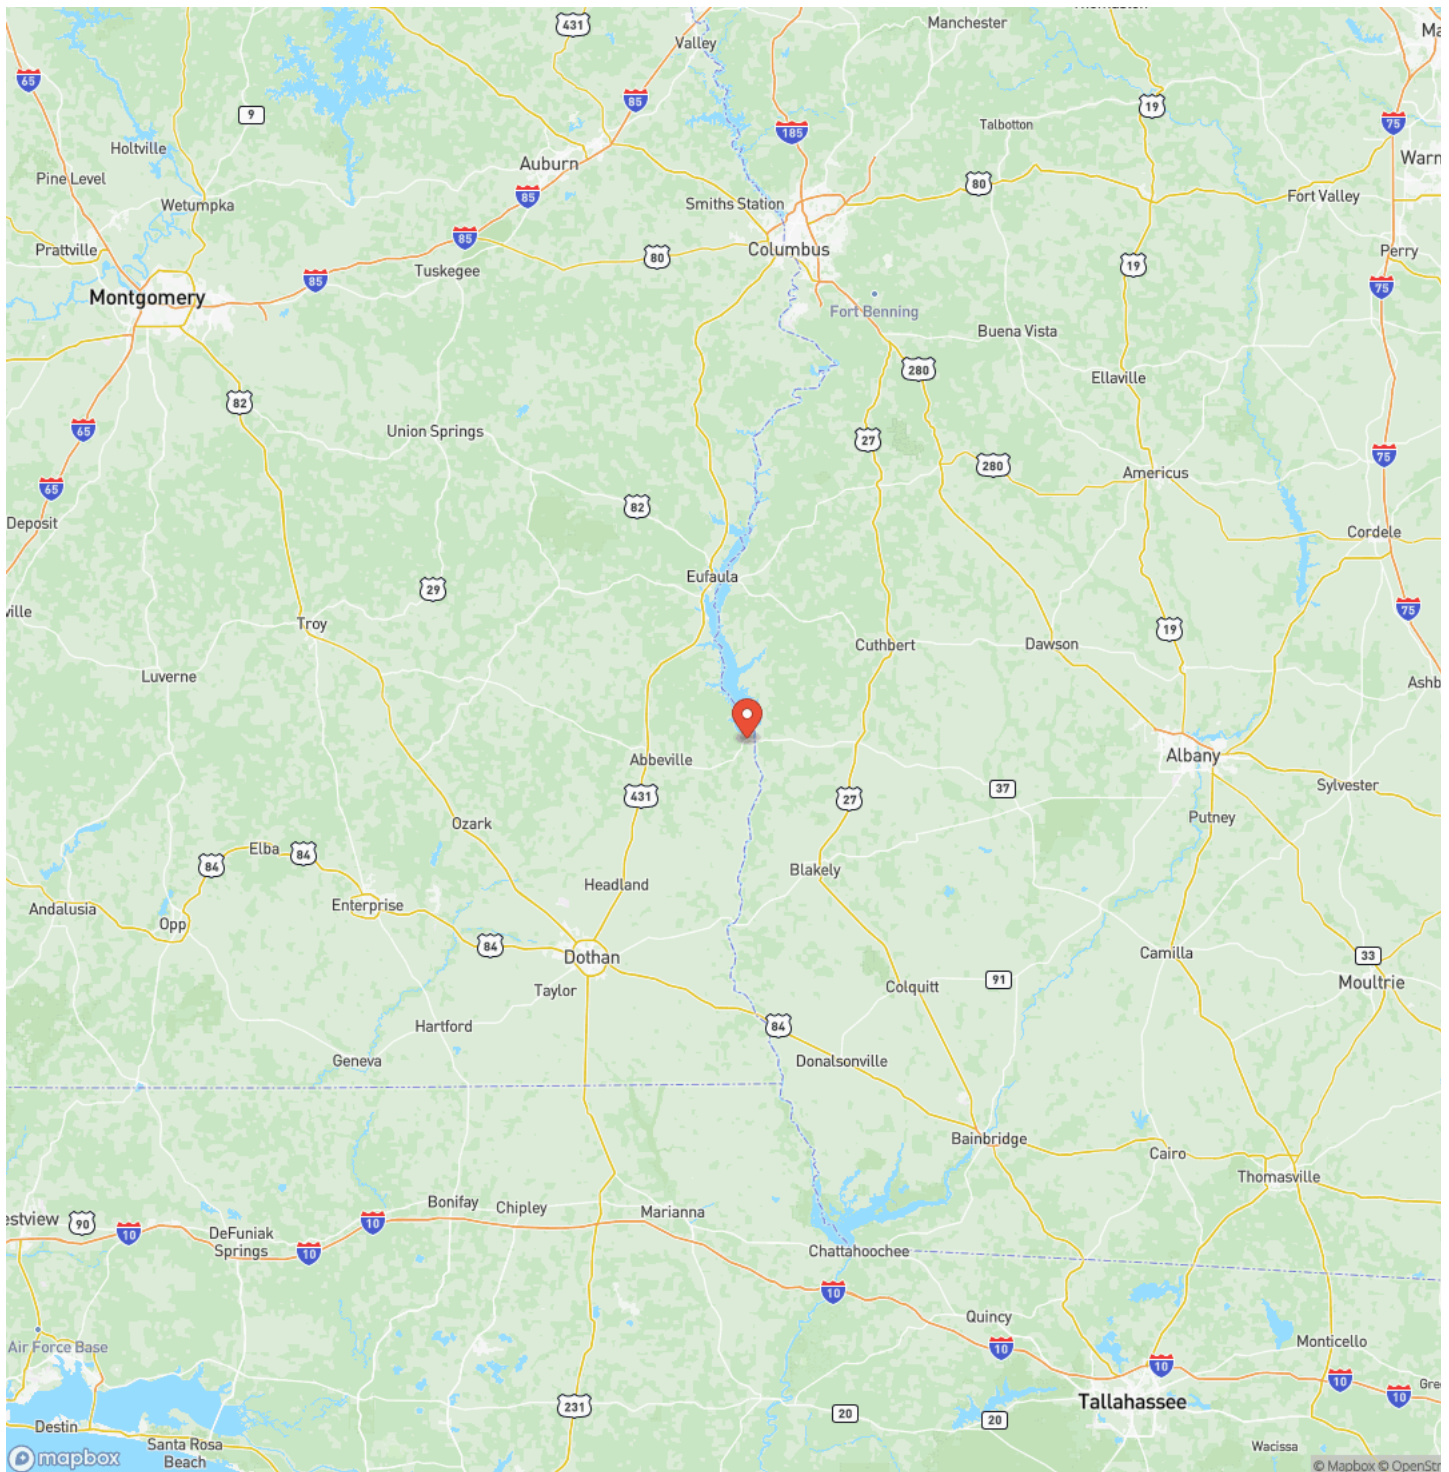 431
Valley
Manchester
65
85
19
9
185
75
Talbotton
Holtville
Auburn
Pine Level
80
85
Smiths Station
Wetumpka
Fort Valley
85
Columbus
Prattville
80
19
Perry
Tuskegee
85
75
Montgomery
Fort Benning
Buena Vista
280
Ellaville
82
65
Union Springs
27
75
280
Americus
65
82
Deposit
Cordele
Eufaula
29
75
ville
Troy
19
Cuthbert
Dawson
Luverne
Ashb
Abbeville
Albany
431
27
37
Sylvester
Ozark
Putney
Elba
84
84
Blakely
Headland
Enterprise
Andalusia
Opp
84
Camilla
33
Dothan
91
Moultrie
Taylor
Colquitt
Hartford
84
Geneva
Donalsonville
Bainbridge
Cairo
Thomasville
Bonifay
Chipley
Marianna
estview
90
10
10
DeFuniak
Springs
10
Chattahoochee
10
Quincy
Air Force Base
10
Monticello
10
10
10
Gre
Tallahassee
231
20
20
Destin
Santa Rosa
Beach
Wacissa
mapbox
© Mapbox © OpenStr